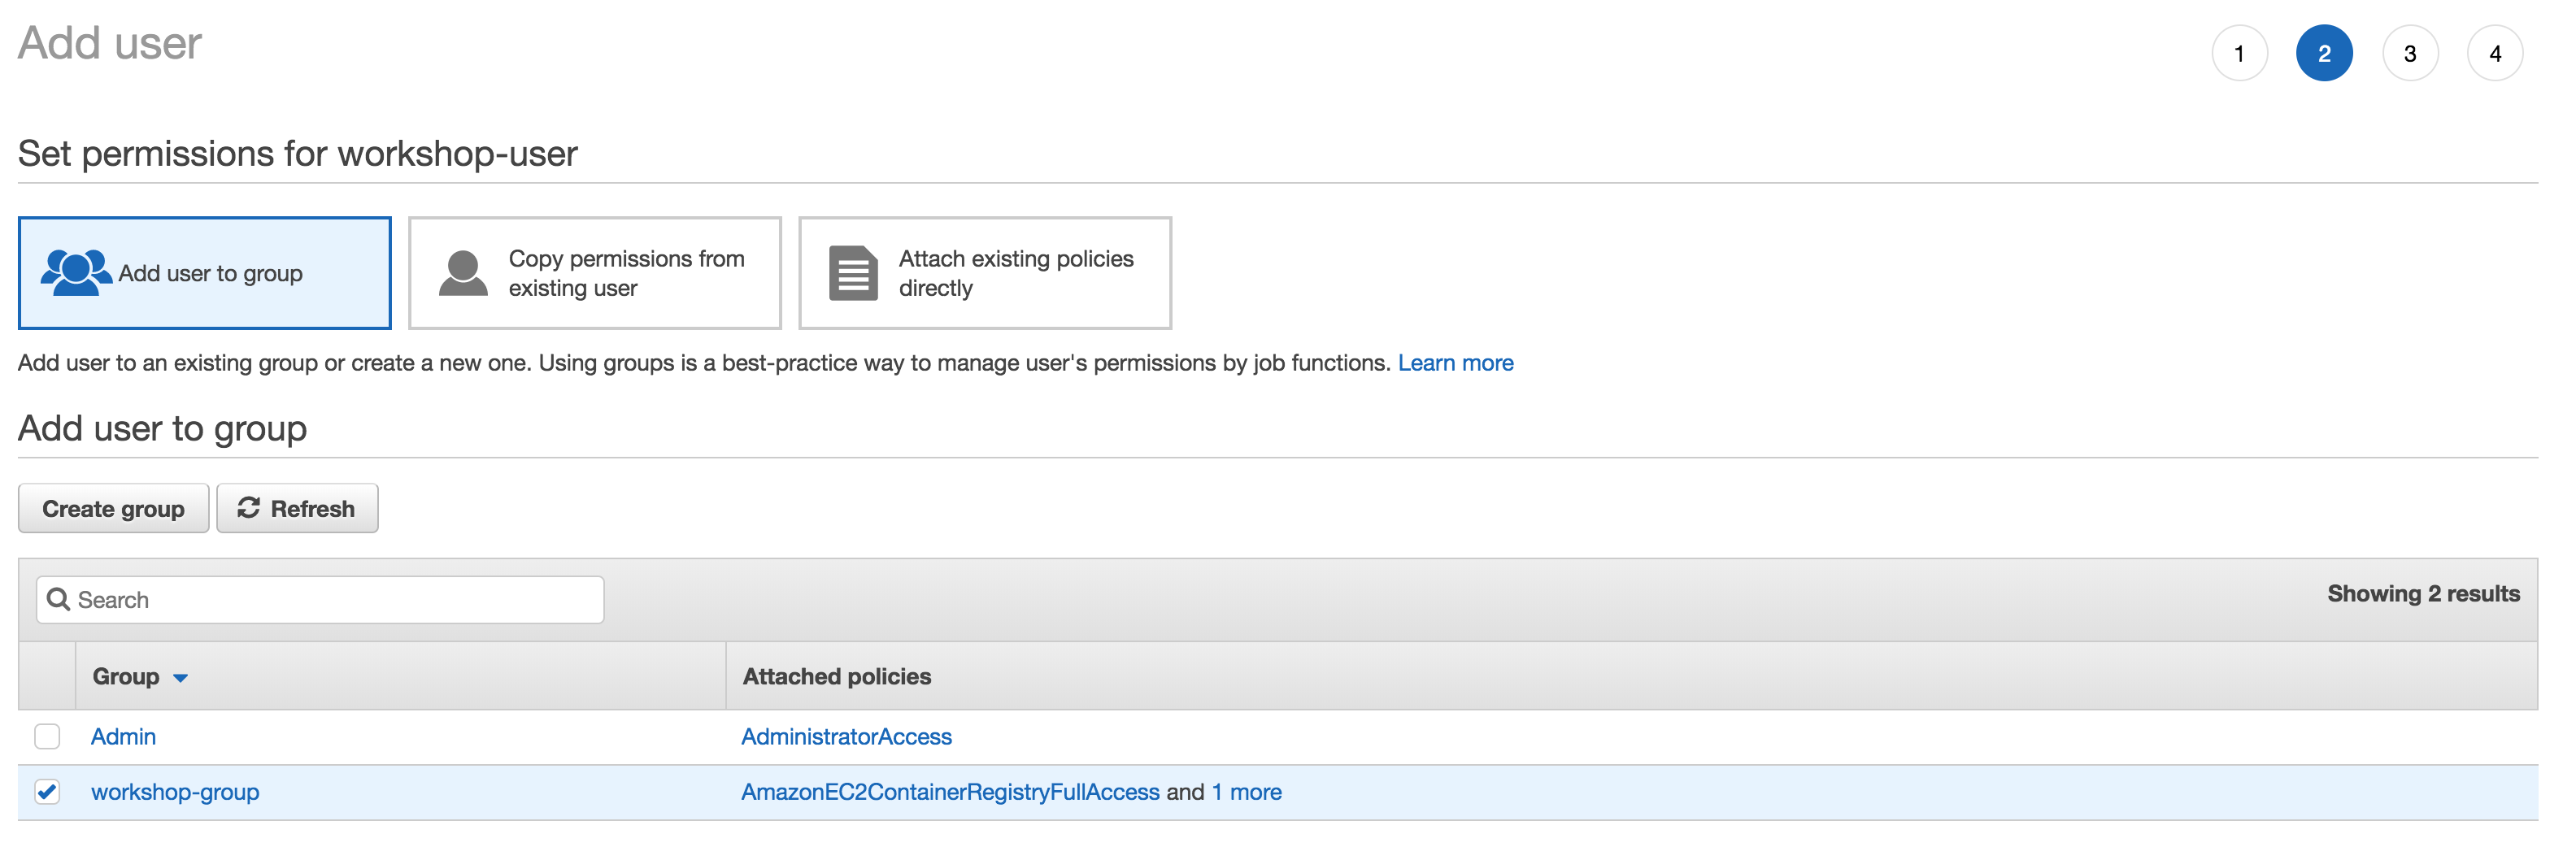 Add user
1 2 3 4
Set permissions for workshop-user
Add user to group
Copy permissions from
existing user
Attach existing policies
directly
Add user to an existing group or create a new one. Using groups is a best-practice way to manage user's permissions by job functions. Learn more
Add user to group
Create group Refresh
Search
Showing 2 results
Group Attached policies
Admin AdministratorAccess
workshop-group AmazonEC2ContainerRegistryFullAccess and 1 more